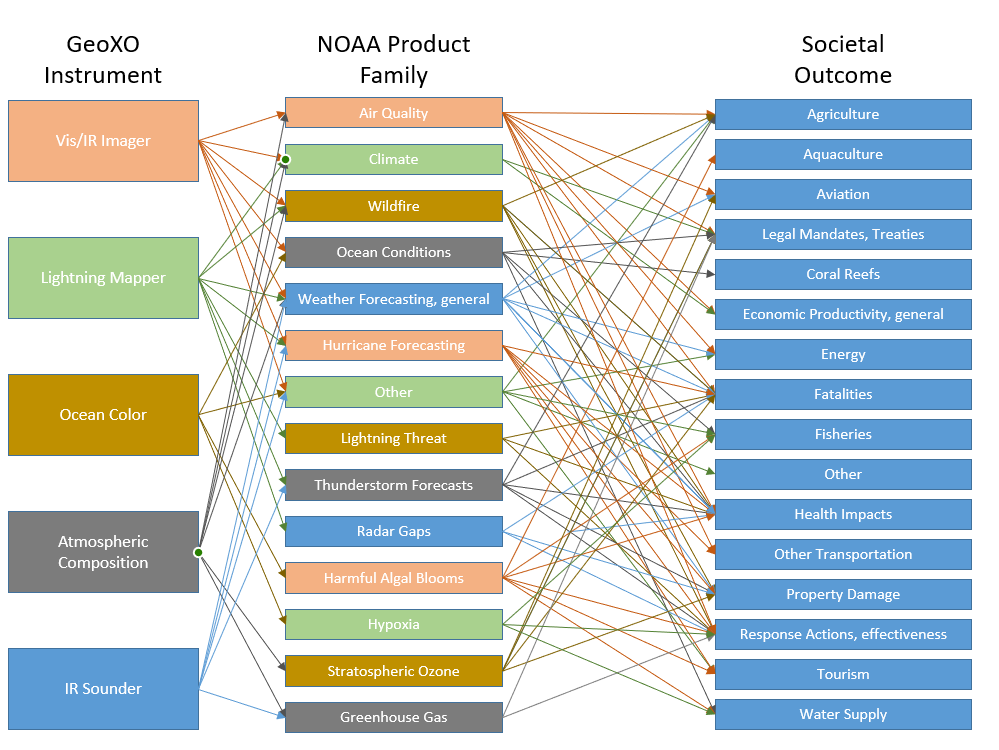 GeoXO
Instrument
NOAA Product
Family
Societal
Outcome
Vis/IR Imager
Lightning Mapper
Ocean Color
Atmospheric
Composition
IR Sounder
Air Quality
Climate
Wildfire
Ocean Conditions
Weather Forecasting, general
Hurricane Forecasting
Other
Lightning Threat
Thunderstorm Forecasts
Radar Gaps
Harmful Algal Blooms
Hypoxia
Stratospheric Ozone
Greenhouse Gas
Agriculture
Aquaculture
Aviation
Legal Mandates, Treaties
Coral Reefs
Economic Productivity, general
Energy
Fatalities
Fisheries
Other
Health Impacts
Other Transportation
Property Damage
Response Actions, effectiveness
Tourism
Water Supply